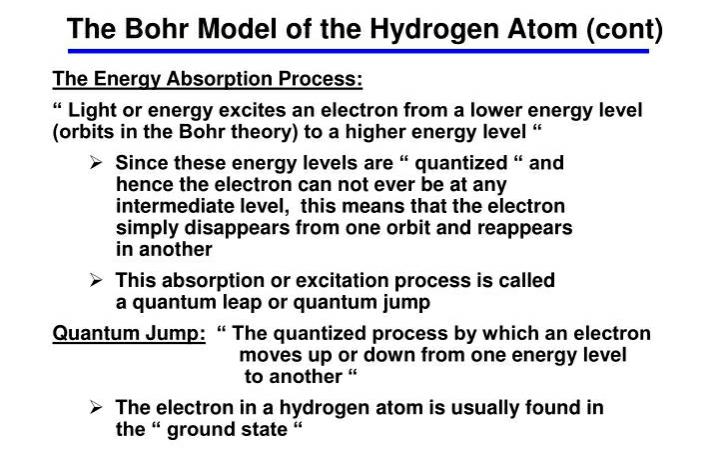 The Bohr Model of the Hydrogen Atom (cont)
The Energy Absorption Process:
“ Light or energy excites an electron from a lower energy level
(orbits in the Bohr theory) to a higher energy level “
➢ Since these energy levels are “ quantized “ and
hence the electron can not ever be at any
intermediate level, this means that the electron
simply disappears from one orbit and reappears
in another
➢ This absorption or excitation process is called
a quantum leap or quantum jump
Quantum Jump: “ The quantized process by which an electron
moves up or down from one energy level
to another “
➢ The electron in a hydrogen atom is usually found in
the “ ground state “